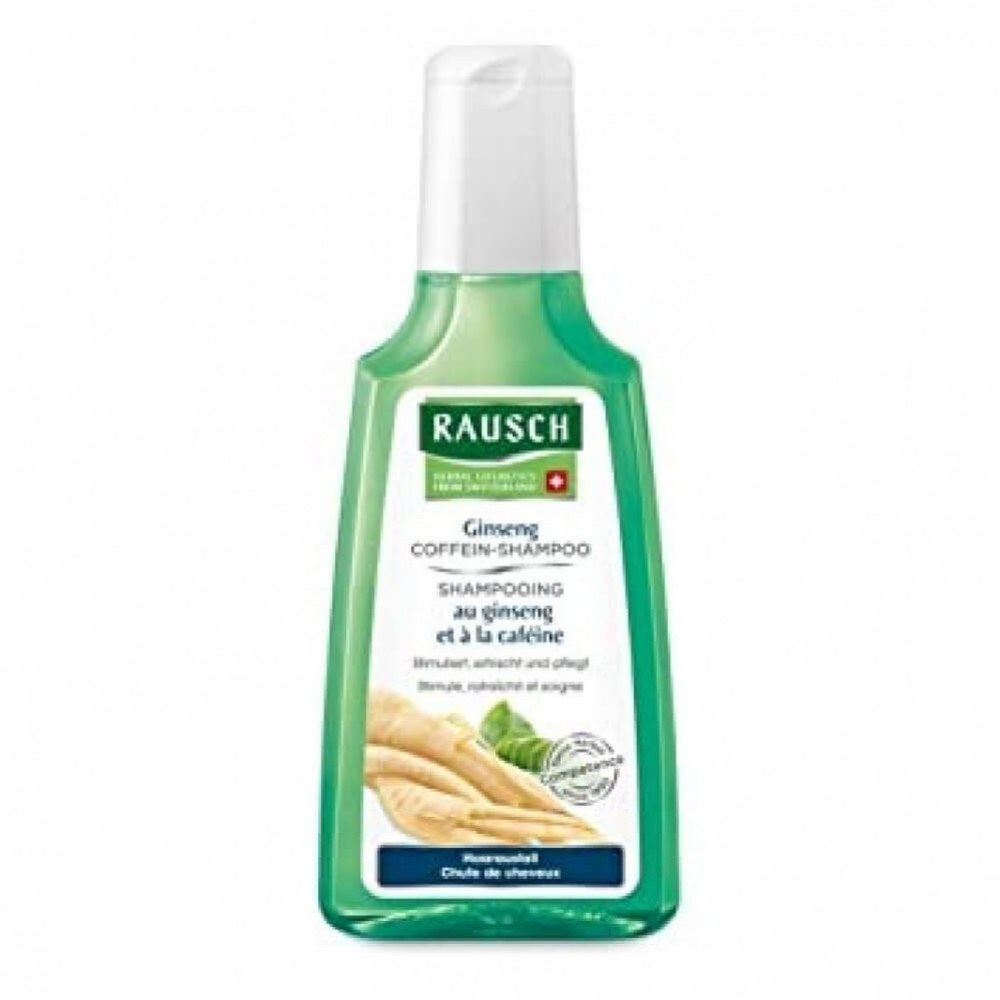 RAUSCH
HERBAL COSMETICS
FROM SWITZERLAND
Ginseng
COFFEIN-SHAMPOO
SHAMPOOING
au ginseng
et à la caféine
Stimuliert, erfrischt und pflegt
Stimule, rafraîchit et soigne
Competence
Haarausfall
Chute de cheveux